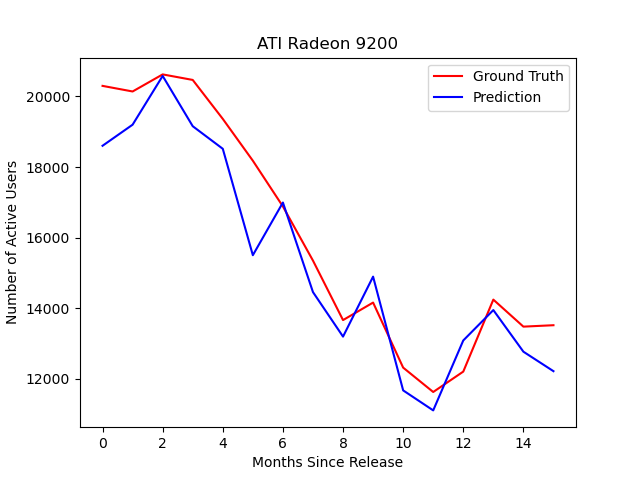 ATI Radeon 9200
Ground Truth
Prediction
20000
18000
16000
14000
12000
Number of Active Users
0 2 4 6 8 10 12 14
Months Since Release